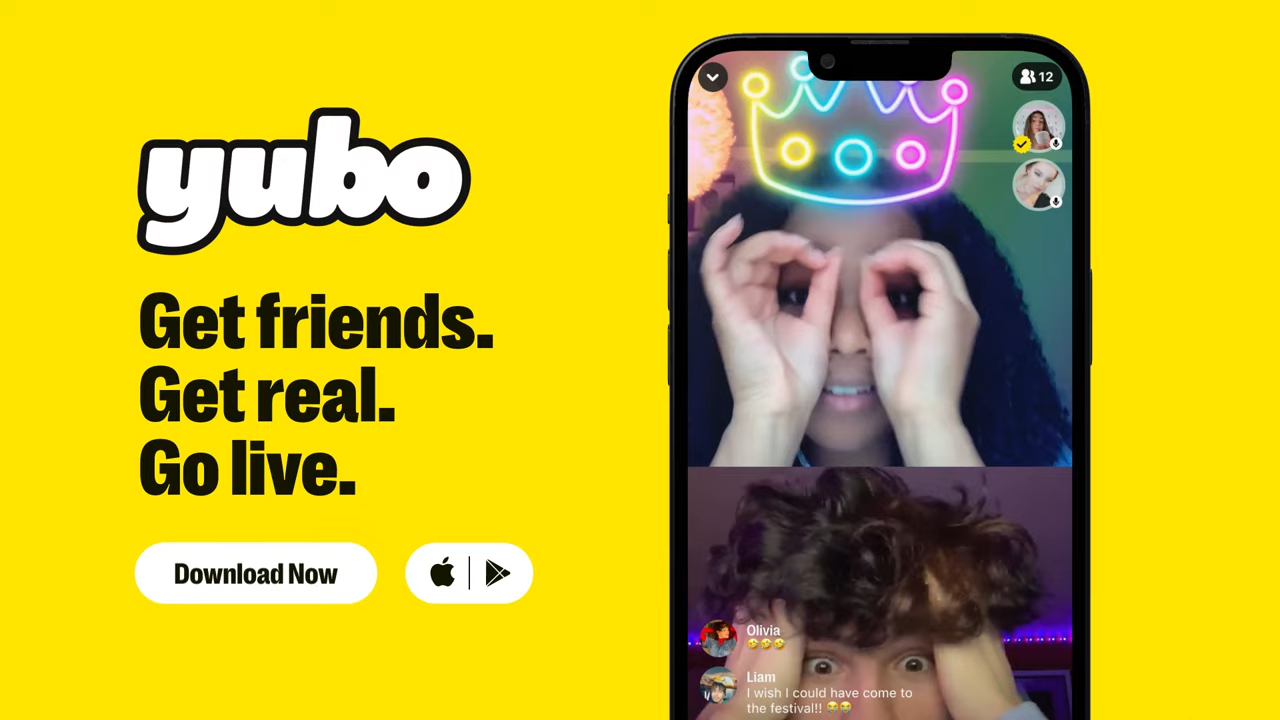 yubo
Get friends.
Get real.
Go live.
Download Now
12
Olivia
🤣🤣🤣
Liam
I wish I could have come to
the festival!! 😭😭